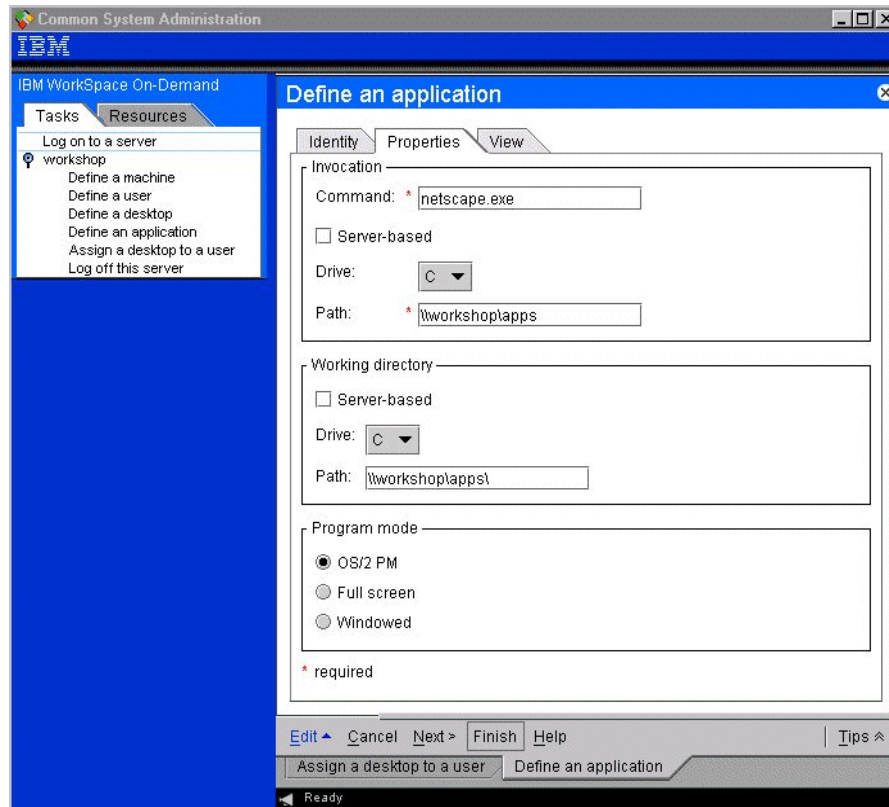 Common System Administration
IBM
IBM WorkSpace On-Demand
Tasks Resources
Log on to a server
workshop
Define a machine
Define a user
Define a desktop
Define an application
Assign a desktop to a user
Log off this server
Define an application
Identity Properties View
Invocation
Command: * netscape.exe
Server-based
Drive: C
Path: * \\workshop\apps
Working directory
Server-based
Drive: C
Path: \\workshop\apps\
Program mode
OS/2 PM
Full screen
Windowed
* required
Edit Cancel Next > Finish Help Tips
Assign a desktop to a user Define an application
Ready